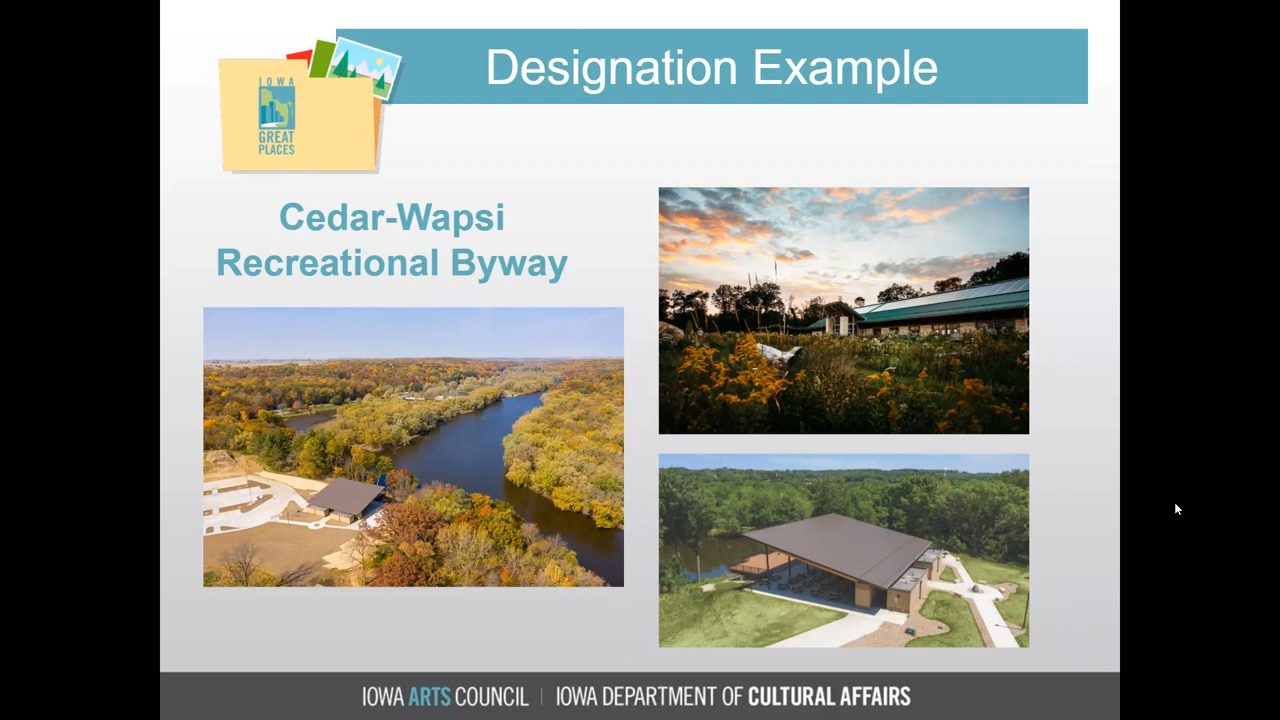 Designation Example
IOWA
GREAT
PLACES
Cedar-Wapsi
Recreational Byway
IOWA ARTS COUNCIL | IOWA DEPARTMENT OF CULTURAL AFFAIRS